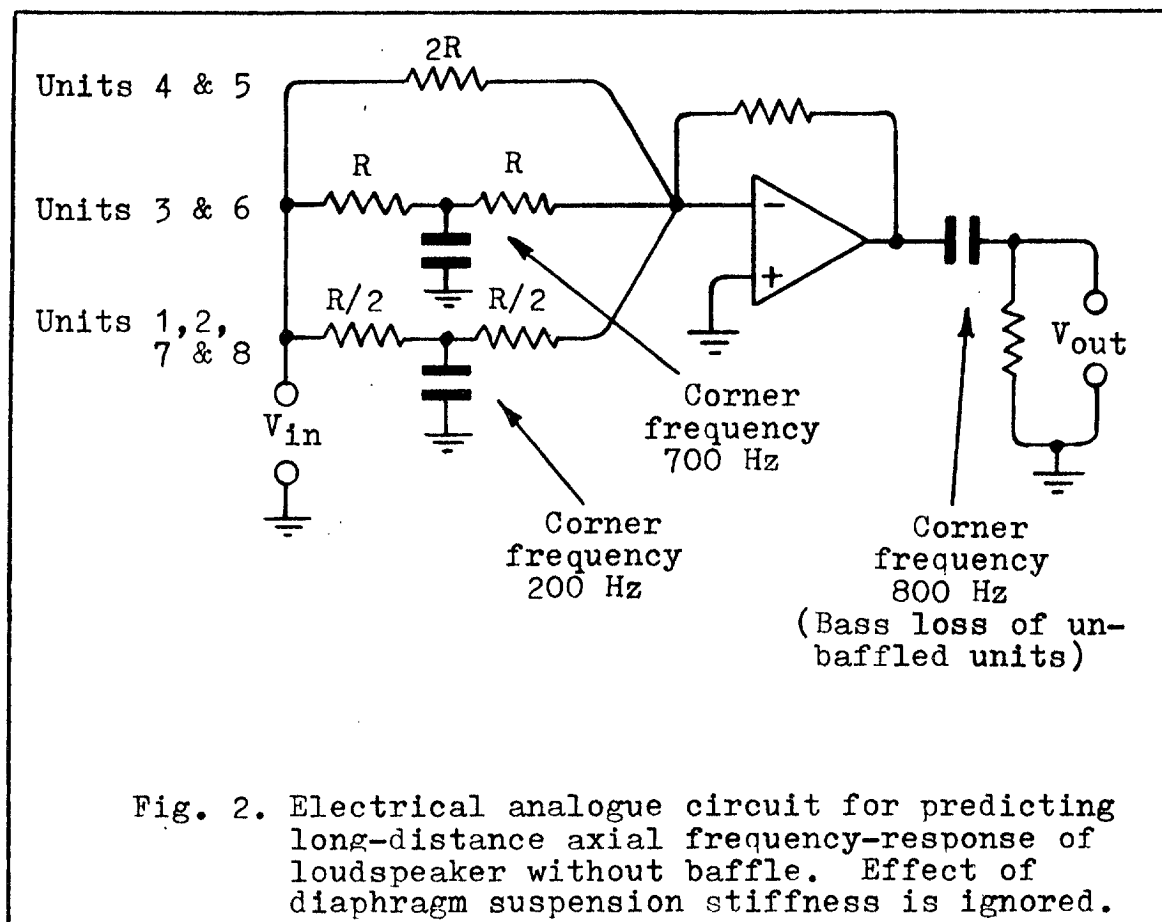 2R
Units 4 & 5
R R
Units 3 & 6
R/2 R/2
Units 1,2,
7 & 8
Vin
−
+
Vout
Corner
frequency
700 Hz
Corner
frequency
200 Hz
Corner
frequency
800 Hz
(Bass loss of un-
baffled units)
Fig. 2. Electrical analogue circuit for predicting
long-distance axial frequency-response of
loudspeaker without baffle. Effect of
diaphragm suspension stiffness is ignored.